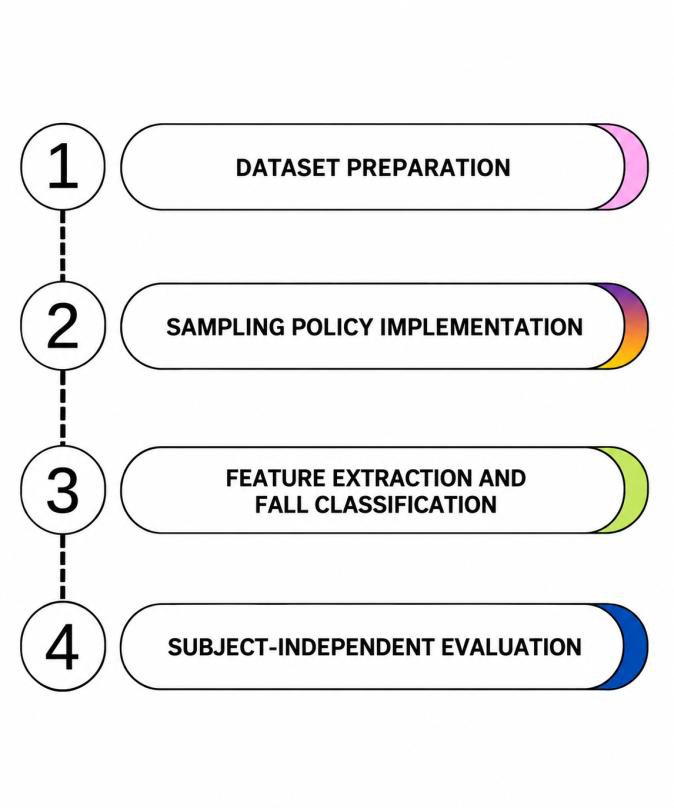 1
DATASET PREPARATION
2
SAMPLING POLICY IMPLEMENTATION
3
FEATURE EXTRACTION AND
FALL CLASSIFICATION
4
SUBJECT-INDEPENDENT EVALUATION